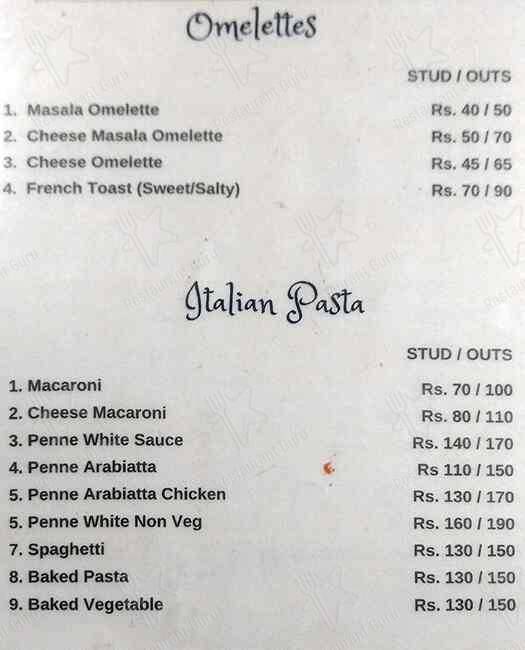 Omelettes
STUD / OUTS
1. Masala Omelette Rs. 40 / 50
2. Cheese Masala Omelette Rs. 50 / 70
3. Cheese Omelette Rs. 45 / 65
4. French Toast (Sweet/Salty) Rs. 70 / 90
Italian Pasta
STUD / OUTS
1. Macaroni Rs. 70 / 100
2. Cheese Macaroni Rs. 80 / 110
3. Penne White Sauce Rs. 140 / 170
4. Penne Arabiatta Rs 110 / 150
5. Penne Arabiatta Chicken Rs. 130 / 170
5. Penne White Non Veg Rs. 160 / 190
7. Spaghetti Rs. 130 / 150
8. Baked Pasta Rs. 130 / 150
9. Baked Vegetable Rs. 130 / 150